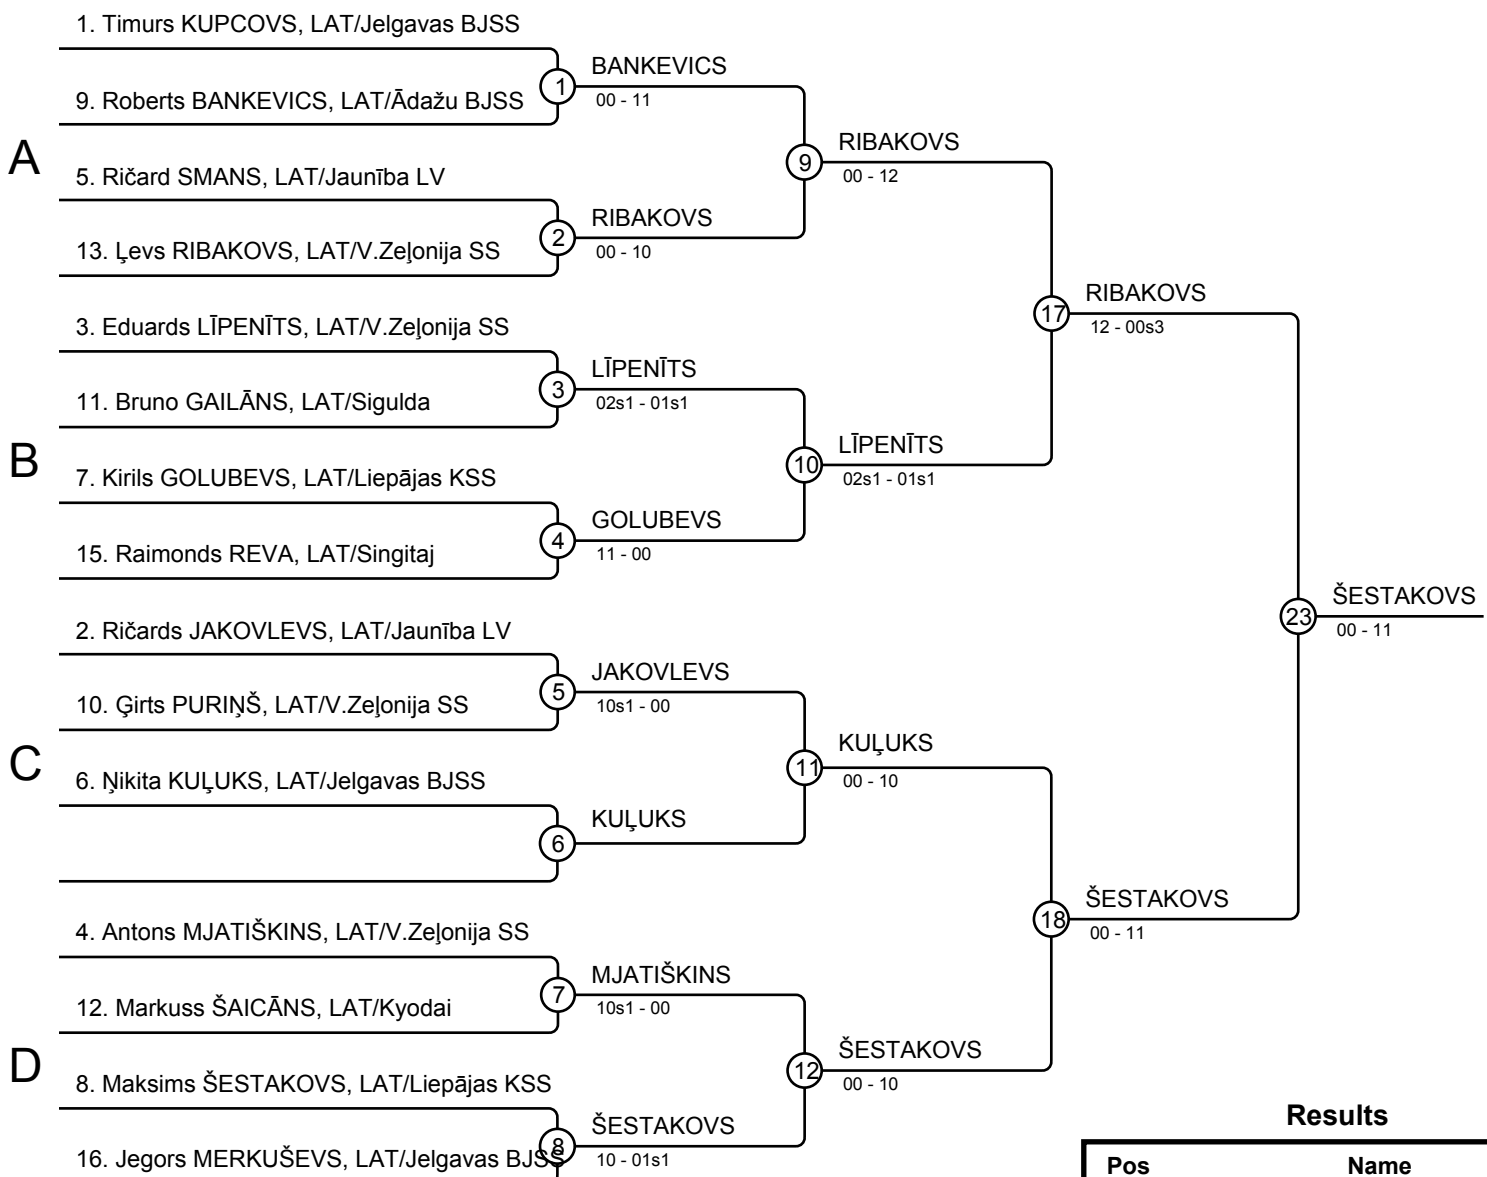 1. Timurs KUPCOVS, LAT/Jelgavas BJSS
1
BANKEVICS
00 - 11
9. Roberts BANKEVICS, LAT/Ādažu BJSS
A
9
RIBAKOVS
00 - 12
5. Ričard SMANS, LAT/Jaunība LV
2
RIBAKOVS
00 - 10
13. Ļevs RIBAKOVS, LAT/V.Zeļonija SS
17
RIBAKOVS
12 - 00s3
3. Eduards LĪPENĪTS, LAT/V.Zeļonija SS
3
LĪPENĪTS
02s1 - 01s1
11. Bruno GAILĀNS, LAT/Sigulda
B
10
LĪPENĪTS
02s1 - 01s1
7. Kirils GOLUBEVS, LAT/Liepājas KSS
4
GOLUBEVS
11 - 00
15. Raimonds REVA, LAT/Singitaj
23
ŠESTAKOVS
00 - 11
2. Ričards JAKOVLEVS, LAT/Jaunība LV
5
JAKOVLEVS
10s1 - 00
10. Ģirts PURIŅŠ, LAT/V.Zeļonija SS
C
11
KUĻUKS
00 - 10
6. Ņikita KUĻUKS, LAT/Jelgavas BJSS
6
KUĻUKS
18
ŠESTAKOVS
00 - 11
4. Antons MJATIŠKINS, LAT/V.Zeļonija SS
7
MJATIŠKINS
10s1 - 00
12. Markuss ŠAICĀNS, LAT/Kyodai
D
12
ŠESTAKOVS
00 - 10
8. Maksims ŠESTAKOVS, LAT/Liepājas KSS
8
ŠESTAKOVS
10 - 01s1
16. Jegors MERKUŠEVS, LAT/Jelgavas BJSS
Results
Pos Name